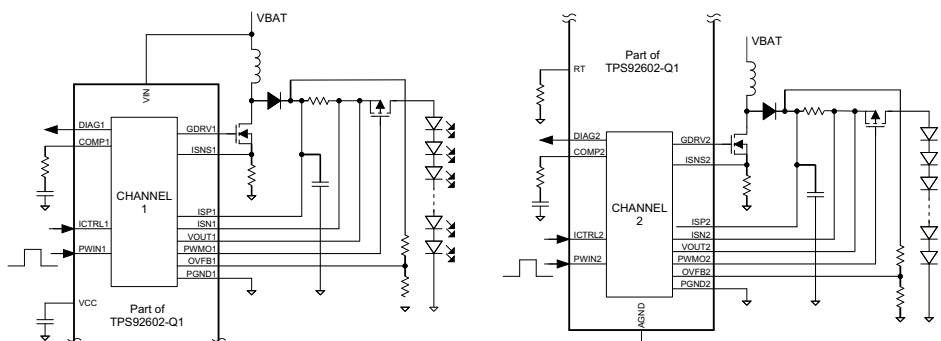 VBAT
VIN
DIAG1
COMP1
GDRV1
ISNS1
CHANNEL
1
ISP1
ICTRL1
ISN1
VOUT1
PWIN1
PWMO1
OVFB1
PGND1
VCC
Part of
TPS92602-Q1
Part of
TPS92602-Q1
VBAT
RT
DIAG2
COMP2
GDRV2
ISNS2
CHANNEL
2
ISP2
ICTRL2
ISN2
VOUT2
PWIN2
PWMO2
OVFB2
PGND2
AGND